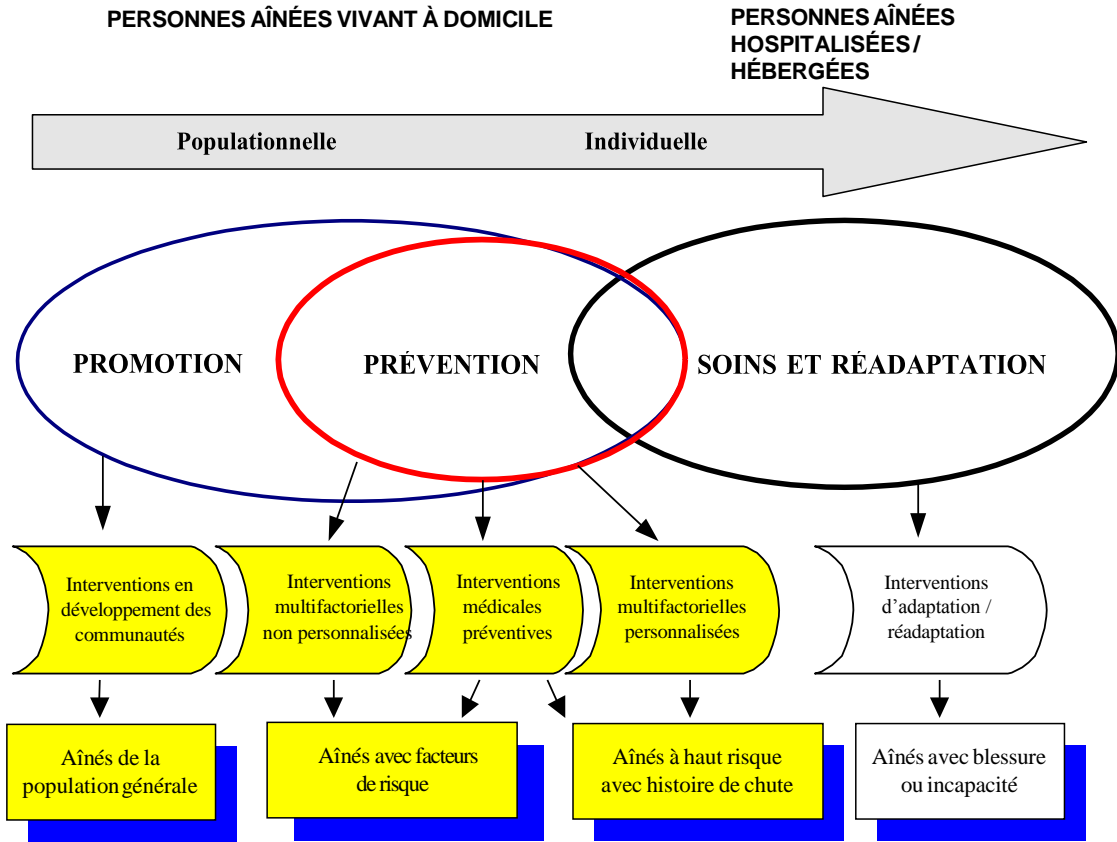 PERSONNES AÎNÉES VIVANT À DOMICILE
PERSONNES AÎNÉES
HOSPITALISÉES /
HÉBERGÉES
Populationnelle
Individuelle
PROMOTION
PRÉVENTION
SOINS ET RÉADAPTATION
Interventions en
développement des
communautés
Interventions
multifactorielles
non personnalisées
Interventions
médicales
préventives
Interventions
multifactorielles
personnalisées
Interventions
d’adaptation /
réadaptation
Aînés de la
population générale
Aînés avec facteurs
de risque
Aînés à haut risque
avec histoire de chute
Aînés avec blessure
ou incapacité